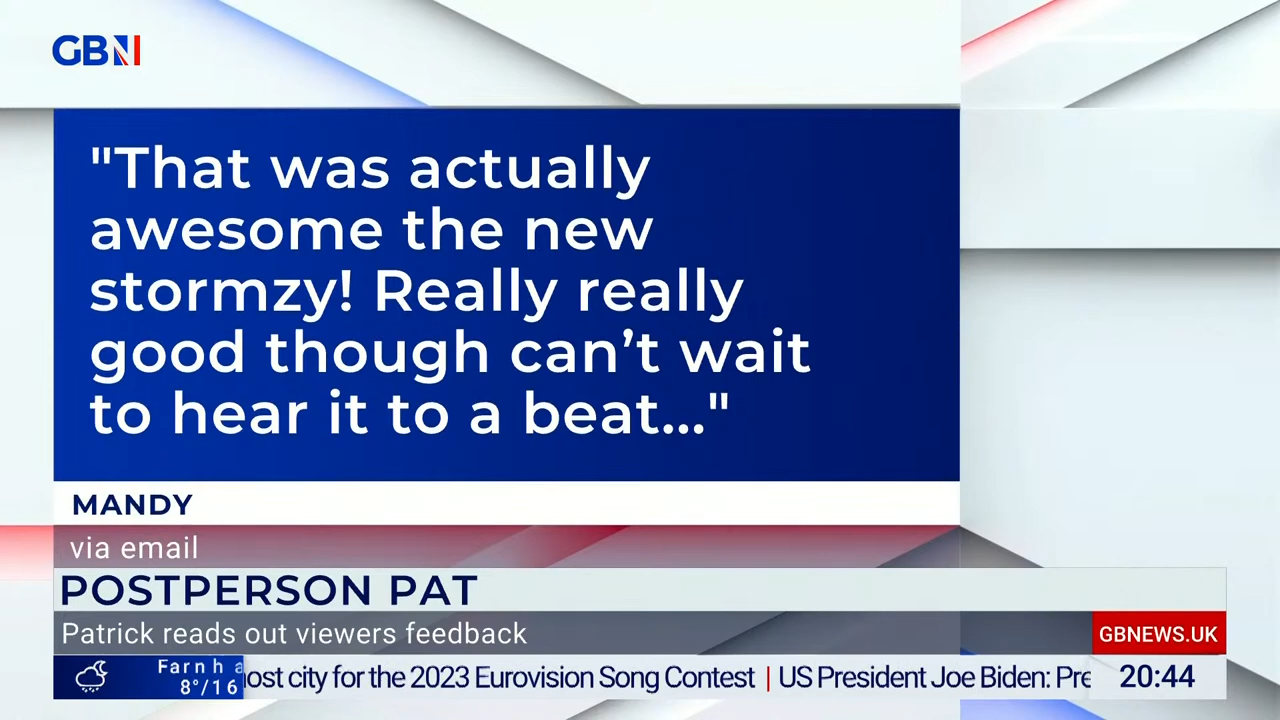 GBN
"That was actually
awesome the new
stormzy! Really really
good though can’t wait
to hear it to a beat..."
MANDY
via email
POSTPERSON PAT
Patrick reads out viewers feedback
GBNEWS.UK
Farnha
8°/16
ost city for the 2023 Eurovision Song Contest | US President Joe Biden: Pre
20:44